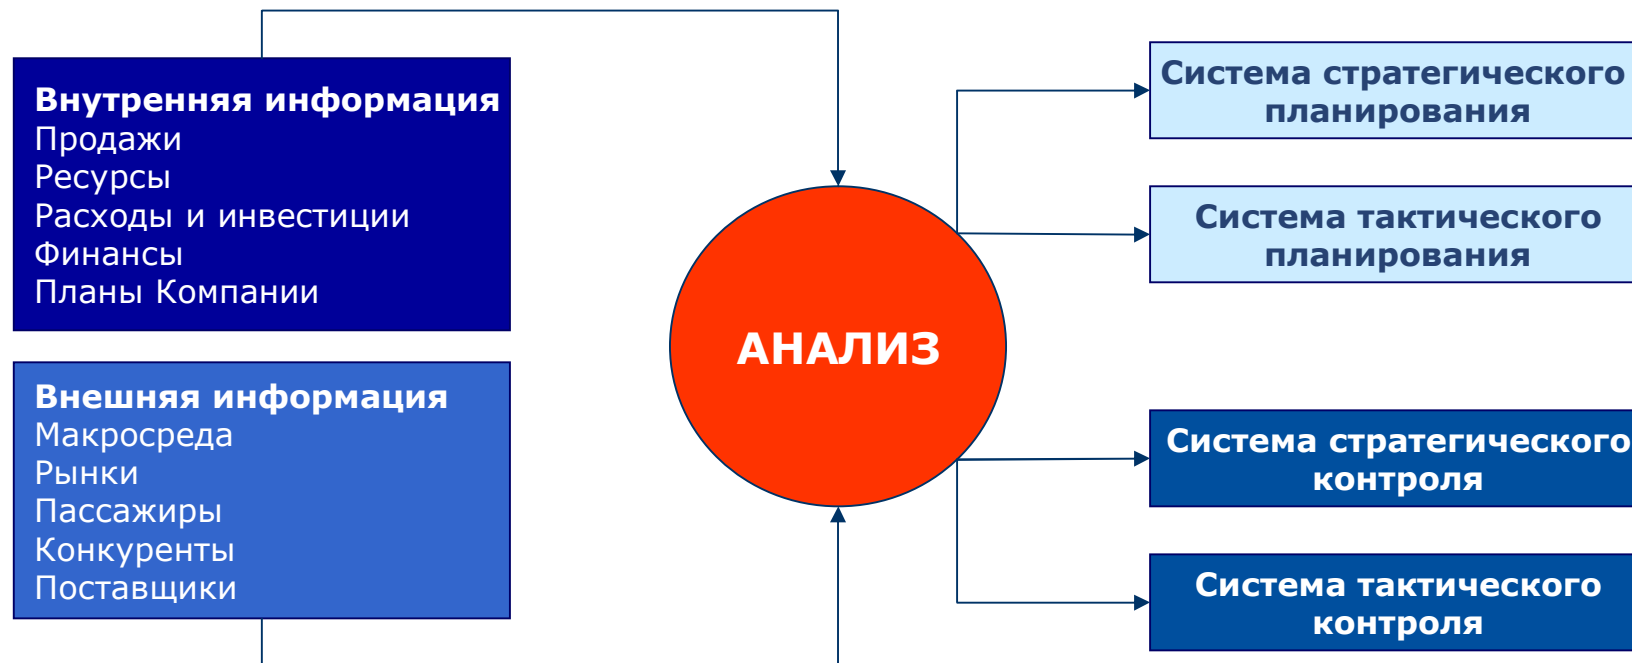 Внутренняя информация
Продажи
Ресурсы
Расходы и инвестиции
Финансы
Планы Компании
Внешняя информация
Макросреда
Рынки
Пассажиры
Конкуренты
Поставщики
АНАЛИЗ
Система стратегического
планирования
Система тактического
планирования
Система стратегического
контроля
Система тактического
контроля